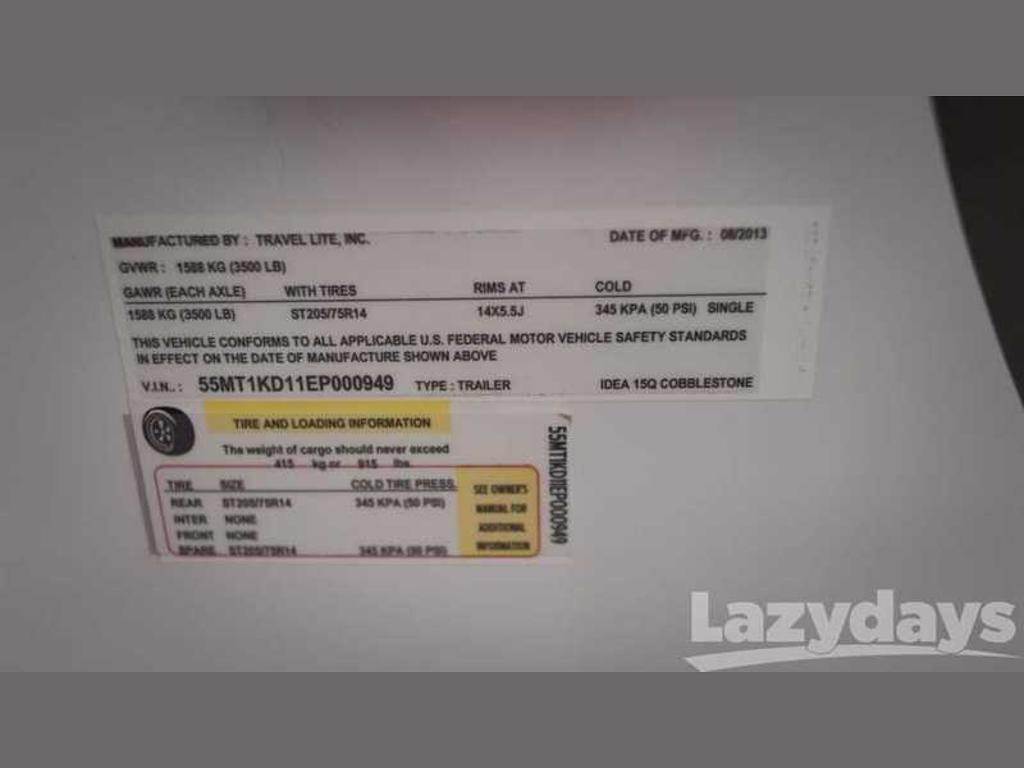 MANUFACTURED BY : TRAVEL LITE, INC. DATE OF MFG. : 08/2013
GVWR : 1588 KG (3500 LB)
GAWR (EACH AXLE) WITH TIRES RIMS AT COLD
1588 KG (3500 LB) ST205/75R14 14X5.5J 345 KPA (50 PSI) SINGLE
THIS VEHICLE CONFORMS TO ALL APPLICABLE U.S. FEDERAL MOTOR VEHICLE SAFETY STANDARDS
IN EFFECT ON THE DATE OF MANUFACTURE SHOWN ABOVE
V.I.N.. : 55MT1KD11EP000949 TYPE : TRAILER IDEA 15Q COBBLESTONE
TIRE AND LOADING INFORMATION
The weight of cargo should never exceed
415 kg or 915 lbs.
TIRE SIZE COLD TIRE PRESS.
REAR ST205/75R14 345 KPA (50 PSI)
INTER NONE
FRONT NONE
SPARE ST205/75R14 345 KPA (50 PSI)
SEE OWNER'S
MANUAL FOR
ADDITIONAL
INFORMATION
55MT1KD11EP000949
Lazydays